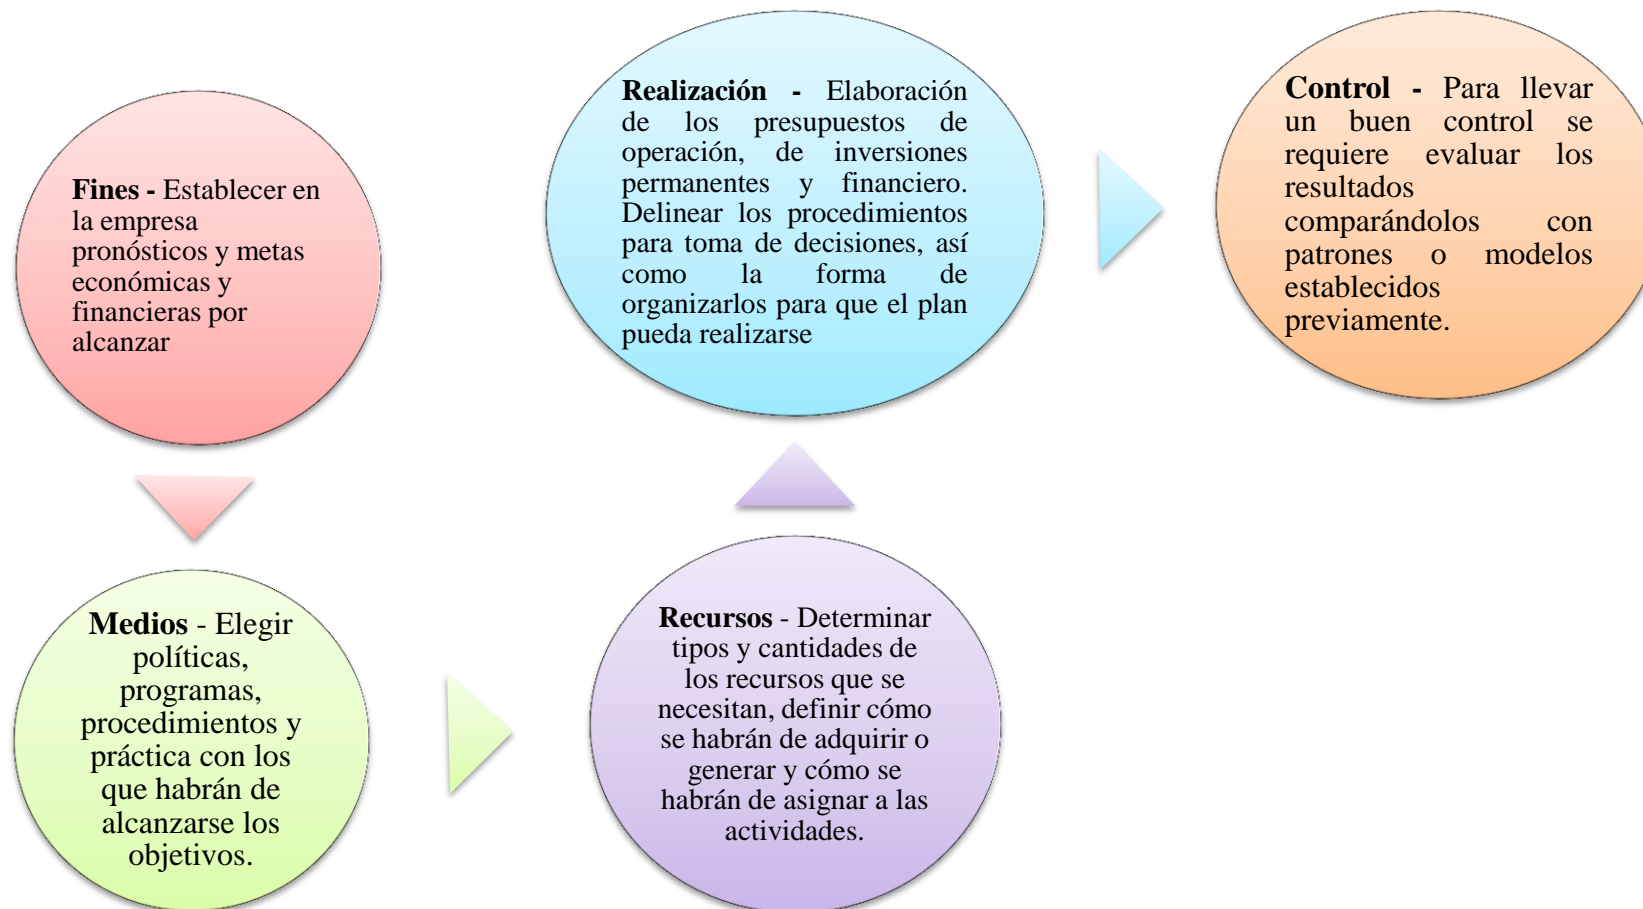 Fines - Establecer en
la empresa
pronósticos y metas
económicas y
financieras por
alcanzar
Medios - Elegir
políticas,
programas,
procedimientos y
práctica con los
que habrán de
alcanzarse los
objetivos.
Recursos - Determinar
tipos y cantidades de
los recursos que se
necesitan, definir cómo
se habrán de adquirir o
generar y cómo se
habrán de asignar a las
actividades.
Realización - Elaboración
de los presupuestos de
operación, de inversiones
permanentes y financiero.
Delinear los procedimientos
para toma de decisiones, así
como la forma de
organizarlos para que el plan
pueda realizarse
Control - Para llevar
un buen control se
requiere evaluar los
resultados
comparándolos con
patrones o modelos
establecidos
previamente.